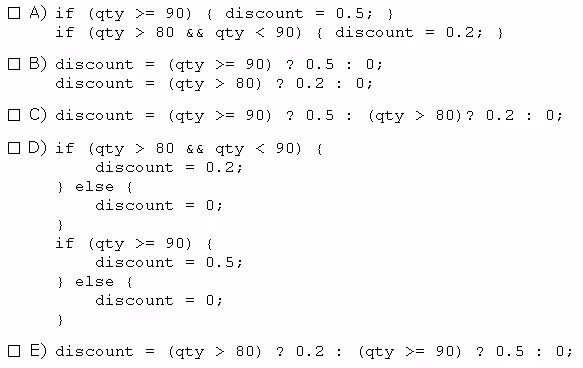 ☐ A) if (qty >= 90) { discount = 0.5; }
if (qty > 80 && qty < 90) { discount = 0.2; }
☐ B) discount = (qty >= 90) ? 0.5 : 0;
discount = (qty > 80) ? 0.2 : 0;
☐ C) discount = (qty >= 90) ? 0.5 : (qty > 80)? 0.2 : 0;
☐ D) if (qty > 80 && qty < 90) {
discount = 0.2;
} else {
discount = 0;
}
if (qty >= 90) {
discount = 0.5;
} else {
discount = 0;
}
☐ E) discount = (qty > 80) ? 0.2 : (qty >= 90) ? 0.5 : 0;